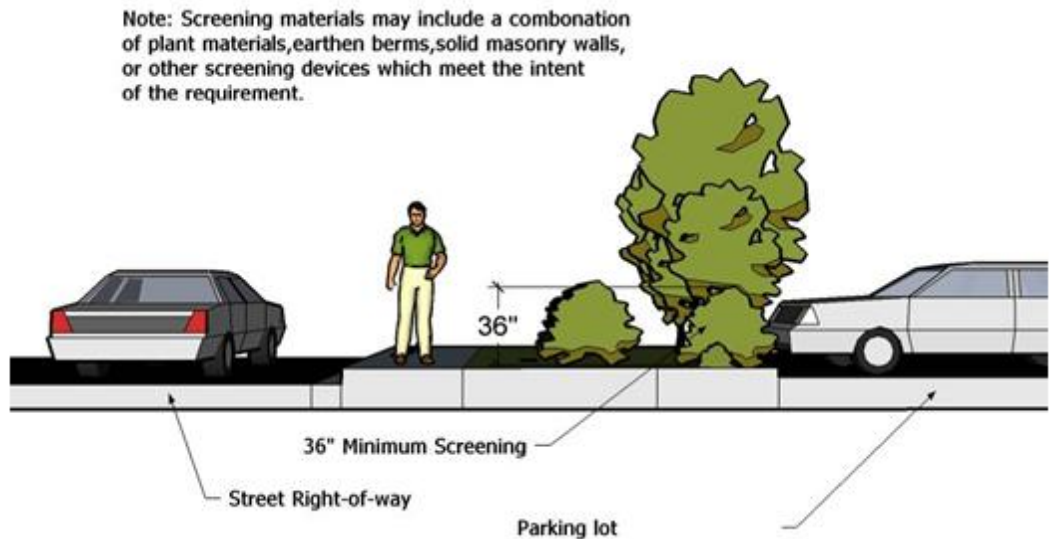 Note: Screening materials may include a combonation
of plant materials,earthen berms,solid masonry walls,
or other screening devices which meet the intent
of the requirement.
36"
36" Minimum Screening
Street Right-of-way
Parking lot